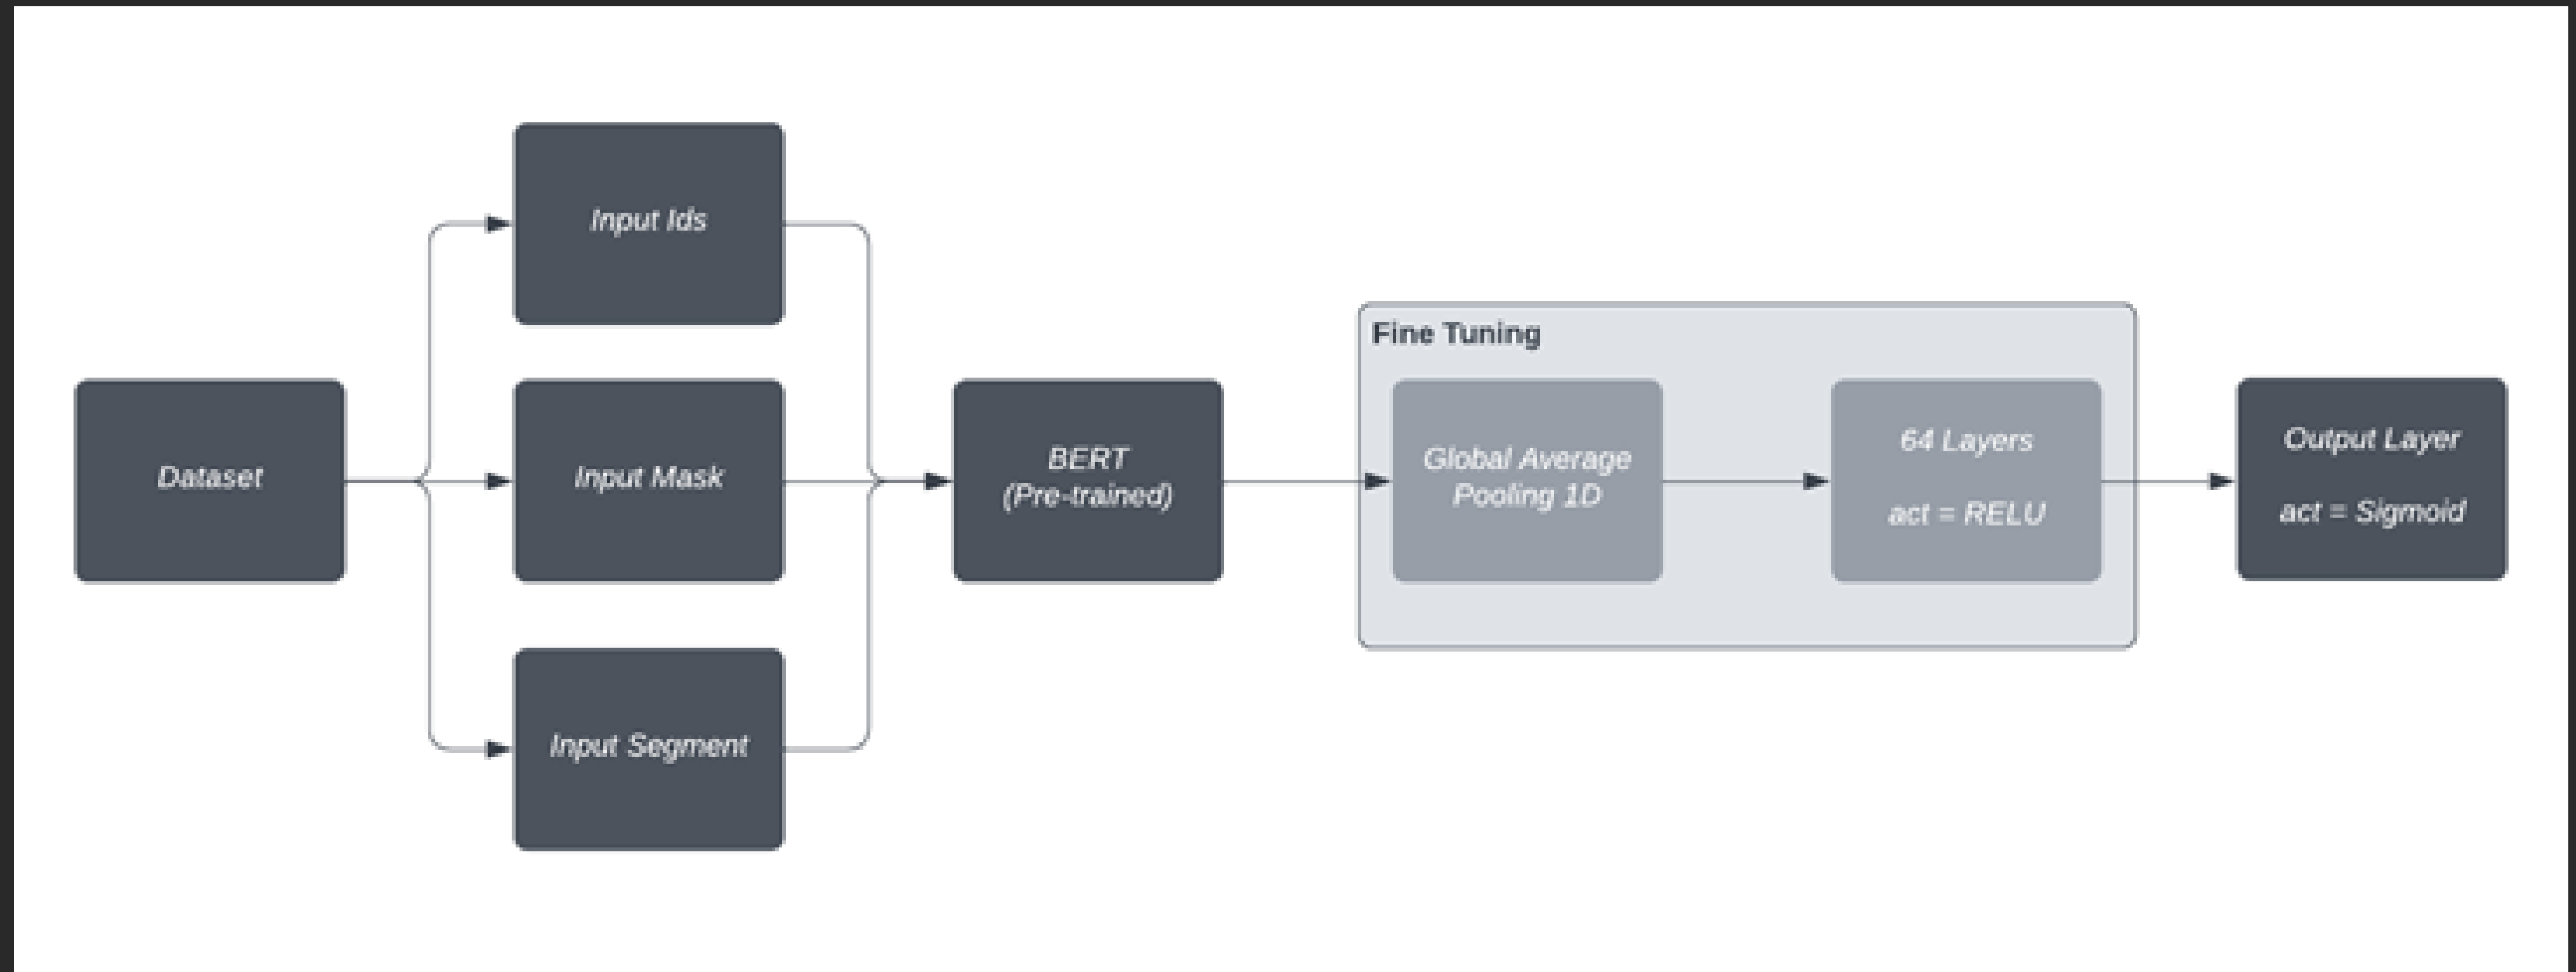 Input Ids
Fine Tuning
Dataset
Input Mask
BERT
(Pre-trained)
Global Average
Pooling 1D
64 Layers
act = RELU
Output Layer
act = Sigmoid
Input Segment